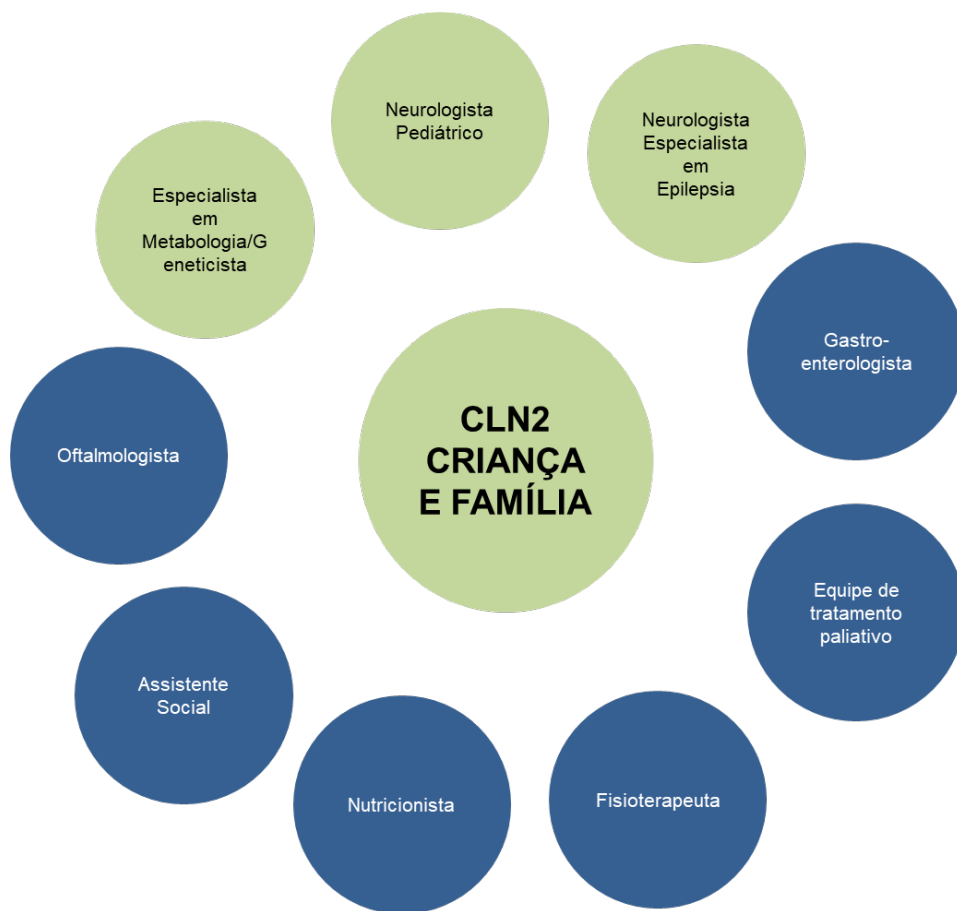 Neurologista
Pediátrico
Neurologista
Especialista
em
Epilepsia
Especialista
em
Metabologia/G
eneticista
Gastro-
enterologista
CLN2
CRIANÇA
E FAMÍLIA
Oftalmologista
Equipe de
tratamento
paliativo
Assistente
Social
Nutricionista
Fisioterapeuta